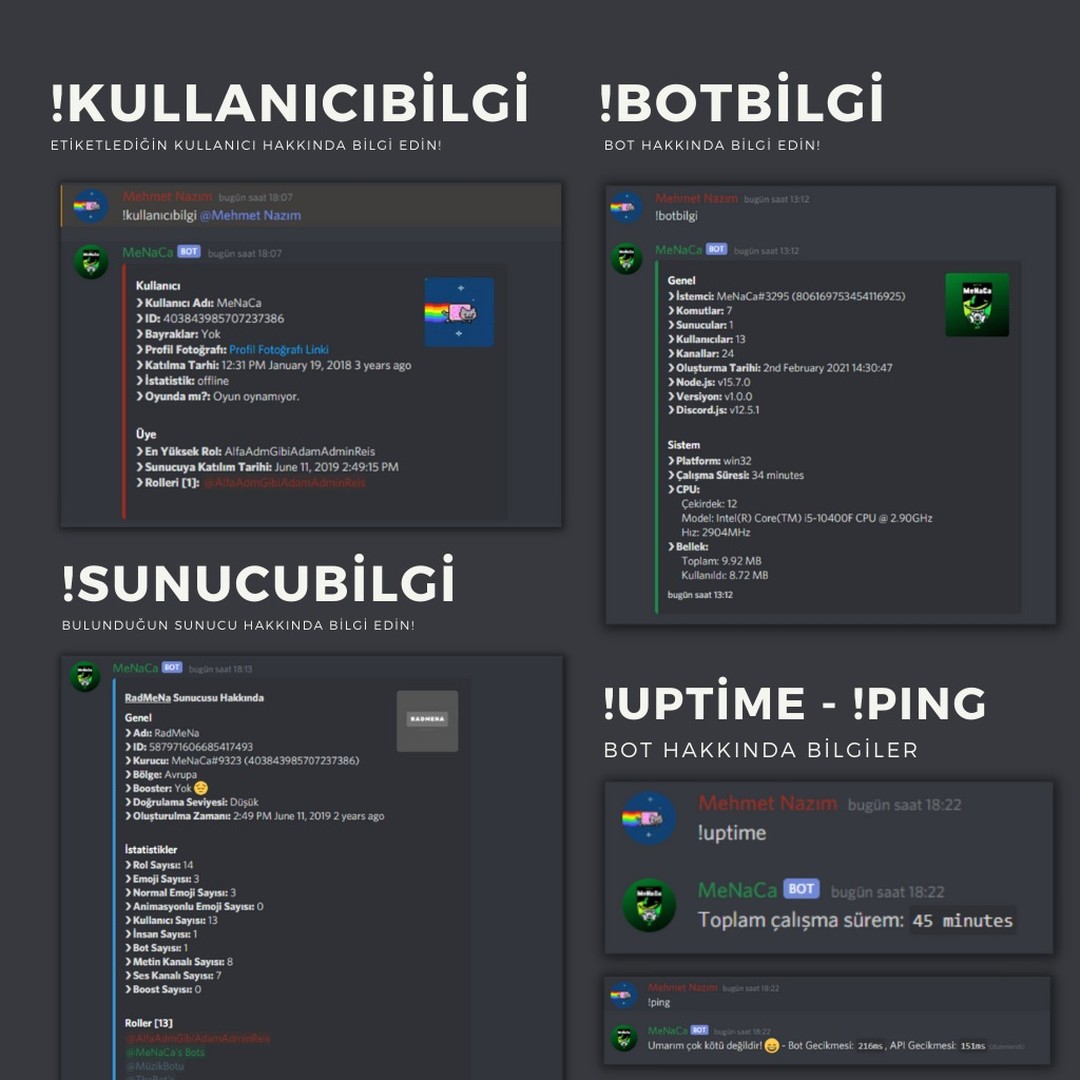 !KULLANICIBİLGİ
ETİKETLEDİĞİN KULLANICI HAKKINDA BİLGİ EDİN!
Mehmet Nazım bugün saat 18:07
!kullanıcıbilgi @Mehmet Nazım
MeNaCa BOT bugün saat 18:07
Kullanıcı
❯ Kullanıcı Adı: MeNaCa
❯ ID: 403843985707237386
❯ Bayraklar: Yok
❯ Profil Fotoğrafı: Profil Fotoğrafı Linki
❯ Katılma Tarhi: 12:31 PM January 19, 2018 3 years ago
❯ İstatistik: offline
❯ Oyunda mı?: Oyun oynamıyor.
Üye
❯ En Yüksek Rol: AlfaAdmGibiAdamAdminReis
❯ Sunucuya Katılım Tarihi: June 11, 2019 2:49:15 PM
❯ Rolleri [1]: @AlfaAdmGibiAdamAdminReis
!BOTBİLGİ
BOT HAKKINDA BİLGİ EDİN!
Mehmet Nazım bugün saat 13:12
!botbilgi
MeNaCa BOT bugün saat 13:12
Genel
❯ İstemci: MeNaCa#3295 (806169753454116925)
❯ Komutlar: 7
❯ Sunucular: 1
❯ Kullanıcılar: 13
❯ Kanallar: 24
❯ Oluşturma Tarihi: 2nd February 2021 14:30:47
❯ Node.js: v15.7.0
❯ Versiyon: v1.0.0
❯ Discord.js: v12.5.1
MeNaCa
Sistem
❯ Platform: win32
❯ Çalışma Süresi: 34 minutes
❯ CPU:
Çekirdek: 12
Model: Intel(R) Core(TM) i5-10400F CPU @ 2.90GHz
Hız: 2904MHz
❯ Bellek:
Toplam: 9.92 MB
Kullanıldı: 8.72 MB
bugün saat 13:12
!SUNUCUBİLGİ
BULUNDUĞUN SUNUCU HAKKINDA BİLGİ EDİN!
MeNaCa BOT bugün saat 18:13
RadMeNa Sunucusu Hakkında
Genel
❯ Adı: RadMeNa
❯ ID: 587971606685417493
❯ Kurucu: MeNaCa#9323 (403843985707237386)
❯ Bölge: Avrupa
❯ Booster: Yok 😔
❯ Doğrulama Seviyesi: Düşük
❯ Oluşturulma Zamanı: 2:49 PM June 11, 2019 2 years ago
RADMENA
İstatistikler
❯ Rol Sayısı: 14
❯ Emoji Sayısı: 3
❯ Normal Emoji Sayısı: 3
❯ Animasyonlu Emoji Sayısı: 0
❯ Kullanıcı Sayısı: 13
❯ İnsan Sayısı: 1
❯ Bot Sayısı: 1
❯ Metin Kanalı Sayısı: 8
❯ Ses Kanalı Sayısı: 7
❯ Boost Sayısı: 0
Roller [13]
@AlfaAdmGibiAdamAdminReis
@MeNaCa's Bots
@MüzikBotu
!UPTİME - !PING
BOT HAKKINDA BİLGİLER
Mehmet Nazım bugün saat 18:22
!uptime
MeNaCa BOT bugün saat 18:22
Toplam çalışma sürem: 45 minutes
Mehmet Nazım bugün saat 18:22
!ping
MeNaCa BOT bugün saat 18:22
Umarım çok kötü değildir! 😄 - Bot Gecikmesi: 216ms , API Gecikmesi: 151ms (düzenlendi)